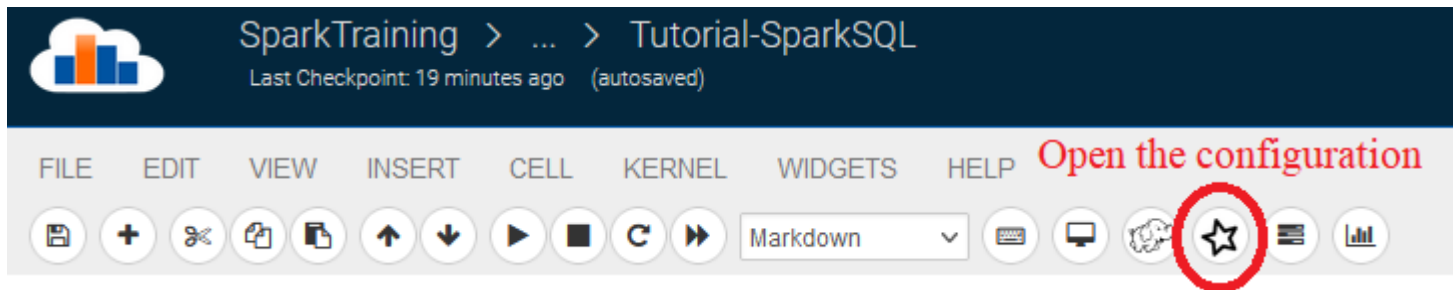 SparkTraining > ... > Tutorial-SparkSQL
Last Checkpoint: 19 minutes ago (autosaved)
FILE EDIT VIEW INSERT CELL KERNEL WIDGETS HELP Open the configuration
Markdown